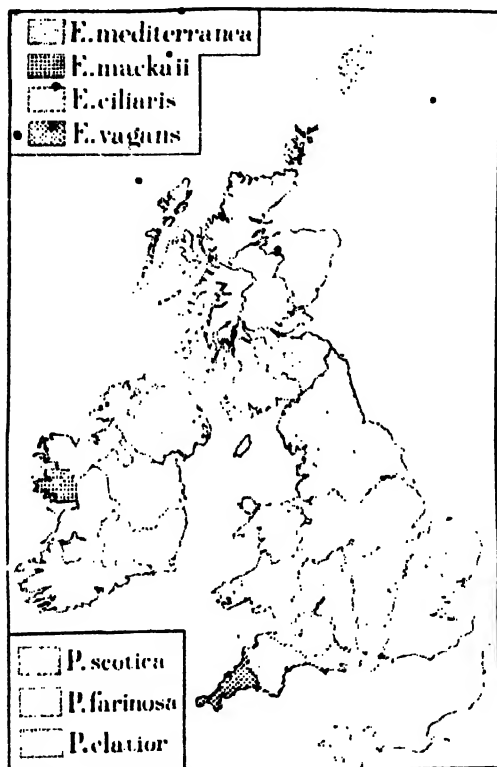 E.mediterranea
E.mackaii
E.ciliaris
E.vagans
P.scotica
P.farinosa
P.elatior